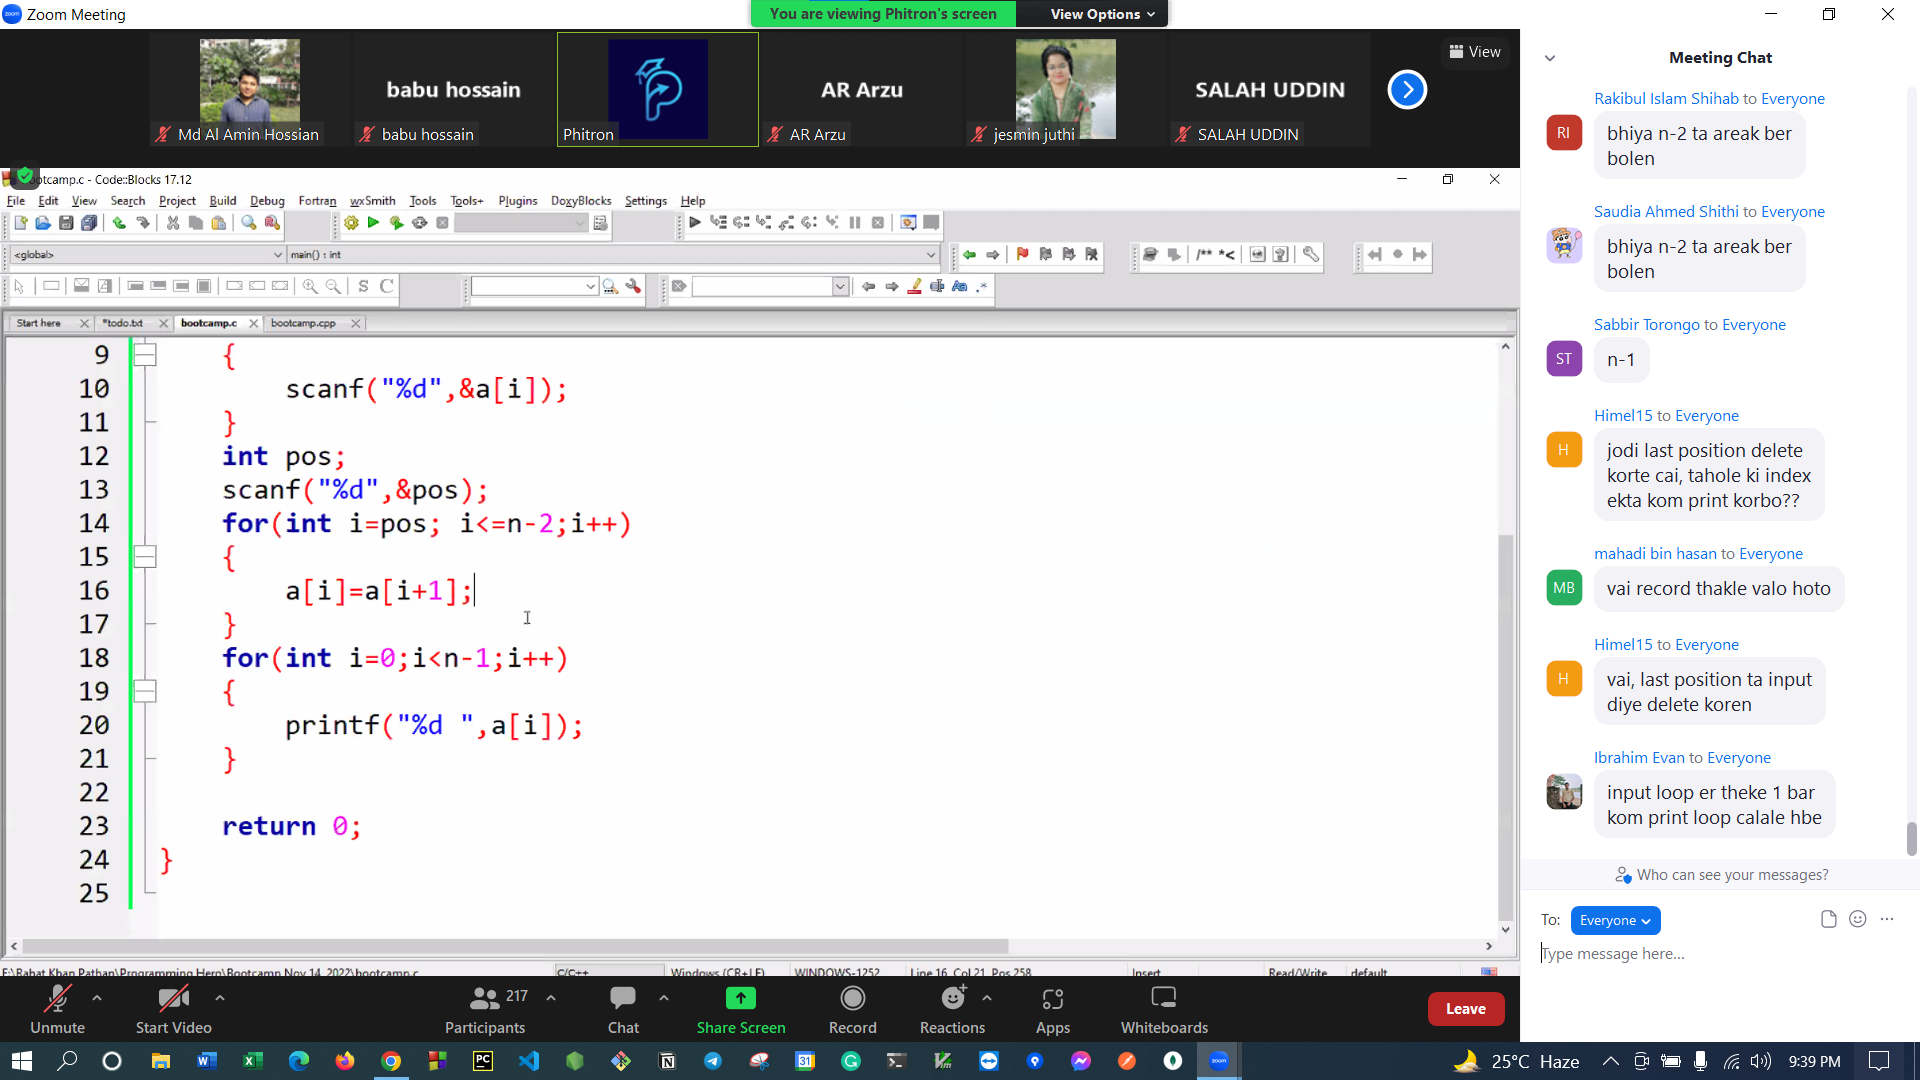 Zoom Meeting
You are viewing Phitron's screen
View Options
View
babu hossain
AR Arzu
SALAH UDDIN
Md Al Amin Hossian
babu hossain
Phitron
AR Arzu
jesmin juthi
SALAH UDDIN
ootcamp.c - Code::Blocks 17.12
File Edit View Search Project Build Debug Fortran wxSmith Tools Tools+ Plugins DoxyBlocks Settings Help
<global>
main() : int
Start here
*todo.txt
bootcamp.c
bootcamp.cpp
9 {
10 scanf("%d",&a[i]);
11 }
12 int pos;
13 scanf("%d",&pos);
14 for(int i=pos; i<=n-2;i++)
15 {
16 a[i]=a[i+1];
17 }
18 for(int i=0;i<n-1;i++)
19 {
20 printf("%d ",a[i]);
21 }
22
23 return 0;
24 }
25
F:\Rahat Khan Pathan\Programming Hero\Bootcamp Nov 14, 2022\bootcamp.c
C/C++
Windows (CR+LF)
WINDOWS-1252
Line 16, Col 21, Pos 258
Insert
Read/Write
default
Unmute
Start Video
217
Participants
Chat
Share Screen
Record
Reactions
Apps
Whiteboards
Leave
Meeting Chat
Rakibul Islam Shihab to Everyone
RI
bhiya n-2 ta areak ber
bolen
Saudia Ahmed Shithi to Everyone
bhiya n-2 ta areak ber
bolen
Sabbir Torongo to Everyone
ST
n-1
Himel15 to Everyone
H
jodi last position delete
korte cai, tahole ki index
ekta kom print korbo??
mahadi bin hasan to Everyone
MB
vai record thakle valo hoto
Himel15 to Everyone
H
vai, last position ta input
diye delete koren
Ibrahim Evan to Everyone
input loop er theke 1 bar
kom print loop calale hbe
Who can see your messages?
To: Everyone
Type message here...
25°C Haze
9:39 PM